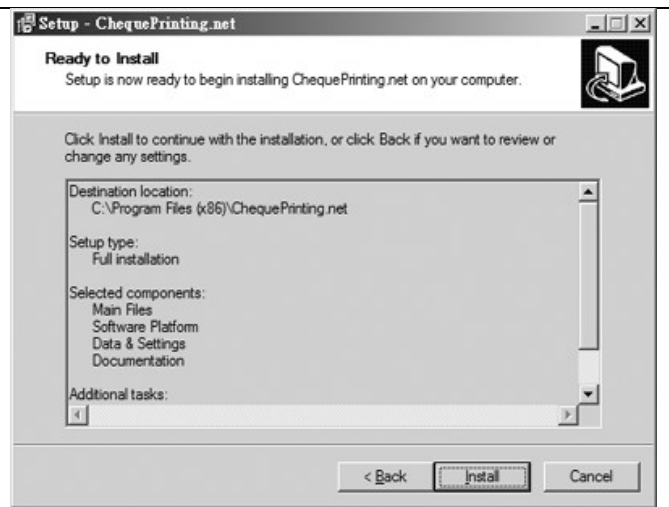 Setup - ChequePrinting.net
Ready to Install
Setup is now ready to begin installing ChequePrinting.net on your computer.
Click Install to continue with the installation, or click Back if you want to review or
change any settings.
Destination location:
C:\Program Files (x86)\ChequePrinting.net
Setup type:
Full installation
Selected components:
Main Files
Software Platform
Data & Settings
Documentation
Additional tasks:
< Back
Install
Cancel